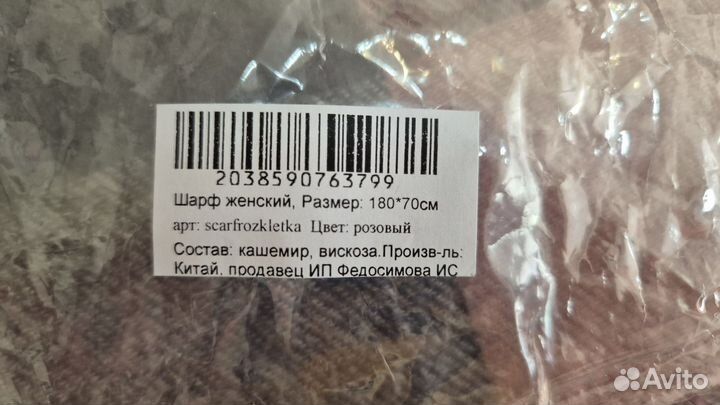 2038590763799
Шарф женский, Размер: 180*70см
арт: scarfrozkletka Цвет: розовый
Состав: кашемир, вискоза.Произв-ль:
Китай, продавец ИП Федосимова ИС
Avito